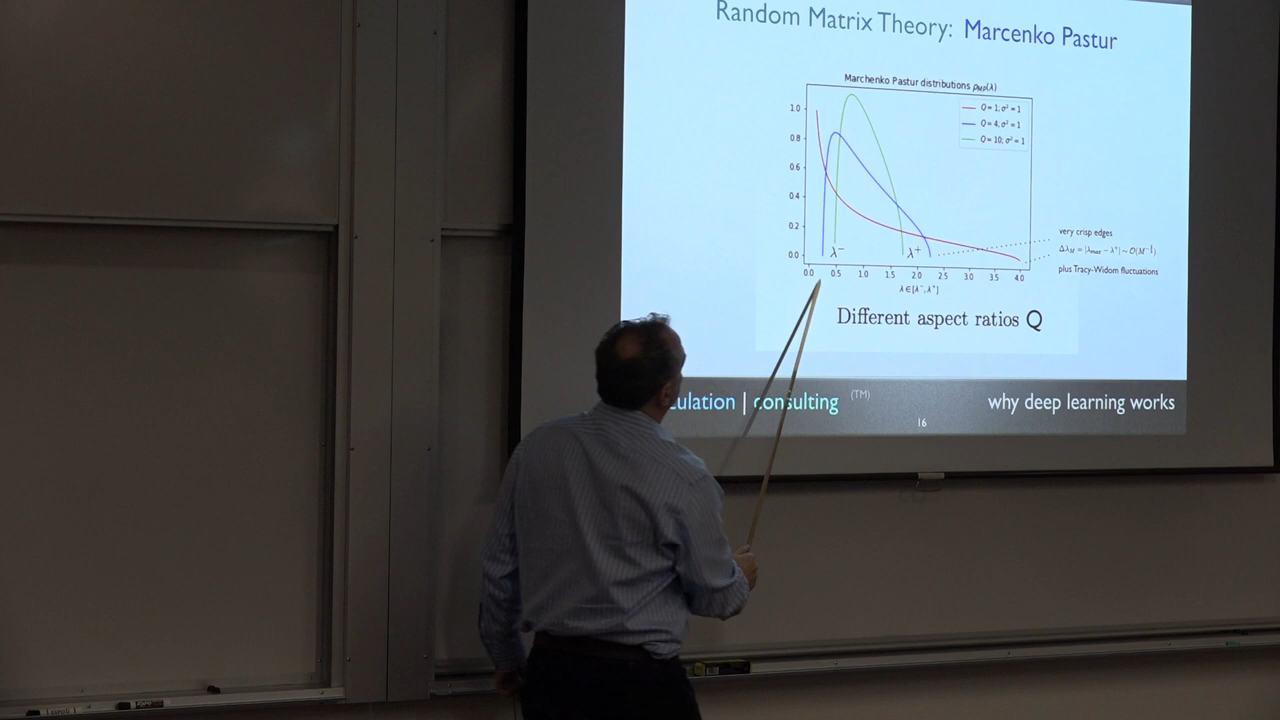 Random Matrix Theory: Marcenko Pastur
Marchenko Pastur distributions ρMP(λ)
Q = 1; σ² = 1
Q = 4, σ² = 1
Q = 10; σ² = 1
1.0
0.8
0.6
0.4
0.2
0.0
λ⁻
λ⁺
0.0 0.5 1.0 1.5 2.0 2.5 3.0 3.5 4.0
λ ∈ [λ⁻, λ⁺]
very crisp edges
plus Tracy-Widom fluctuations
Different aspect ratios Q
culation | consulting (TM)
why deep learning works
16